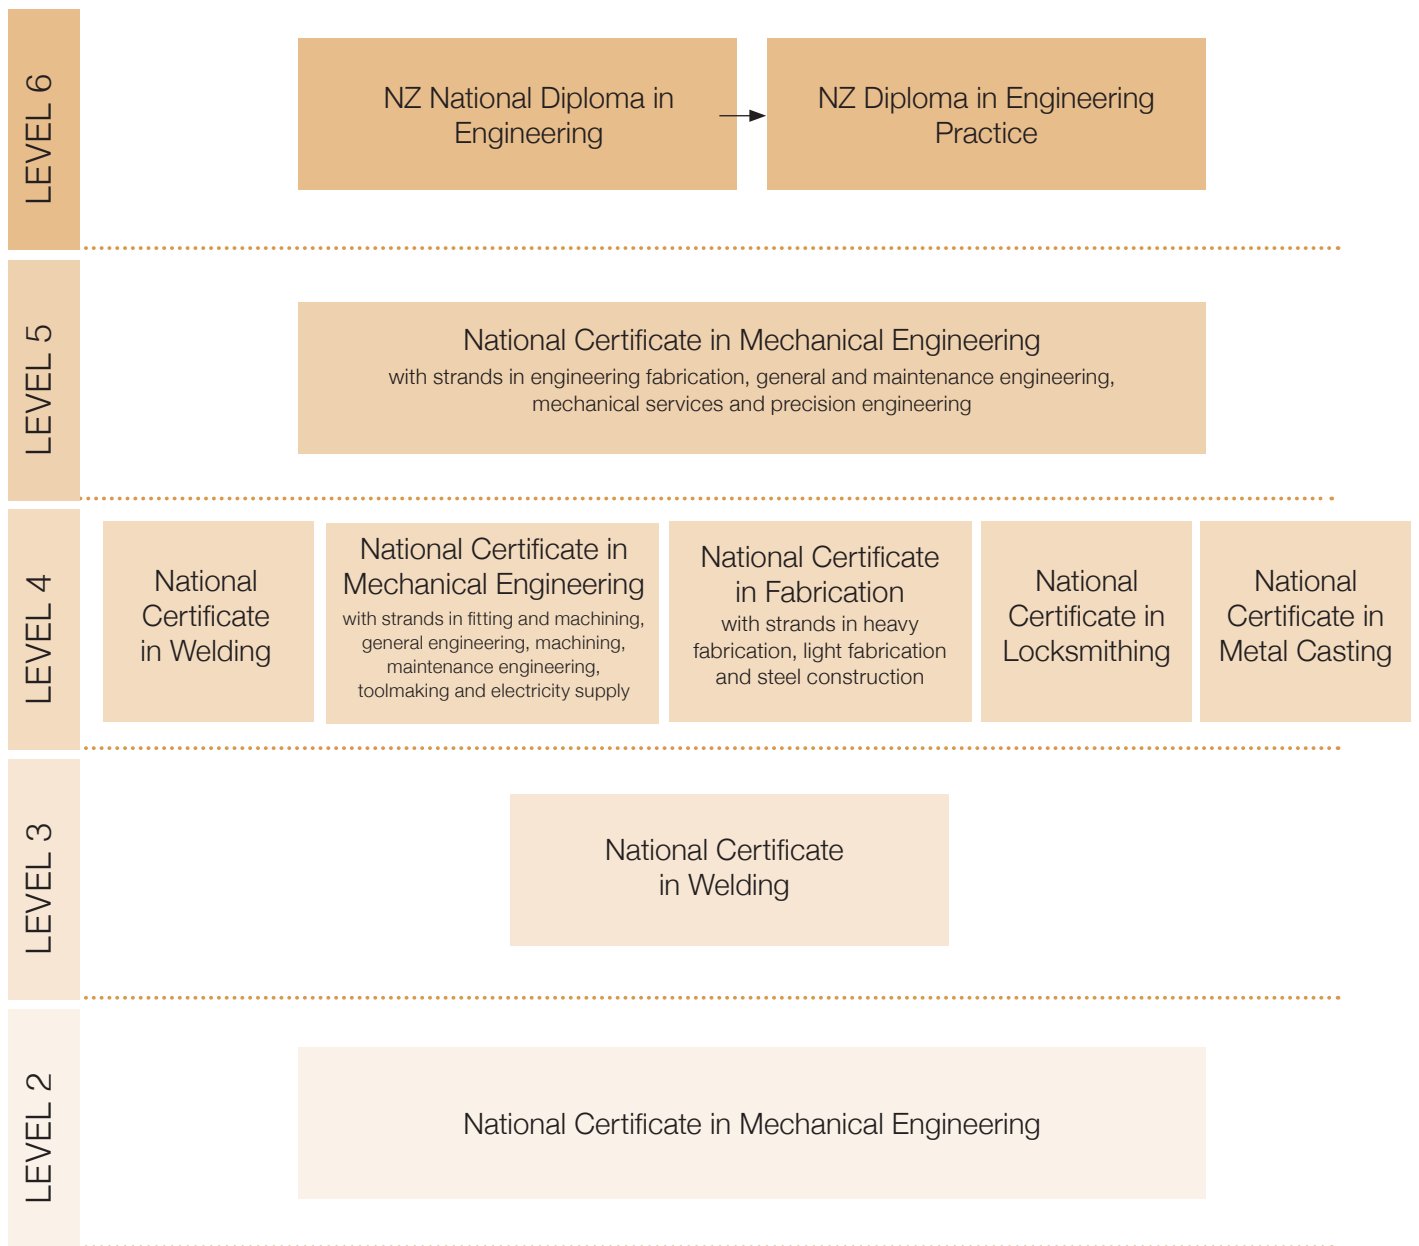 LEVEL 6
NZ National Diploma in
Engineering
NZ Diploma in Engineering
Practice
LEVEL 5
National Certificate in Mechanical Engineering
with strands in engineering fabrication, general and maintenance engineering,
mechanical services and precision engineering
LEVEL 4
National
Certificate
in Welding
National Certificate in
Mechanical Engineering
with strands in fitting and machining,
general engineering, machining,
maintenance engineering,
toolmaking and electricity supply
National Certificate
in Fabrication
with strands in heavy
fabrication, light fabrication
and steel construction
National
Certificate in
Locksmithing
National
Certificate in
Metal Casting
LEVEL 3
National Certificate
in Welding
LEVEL 2
National Certificate in Mechanical Engineering